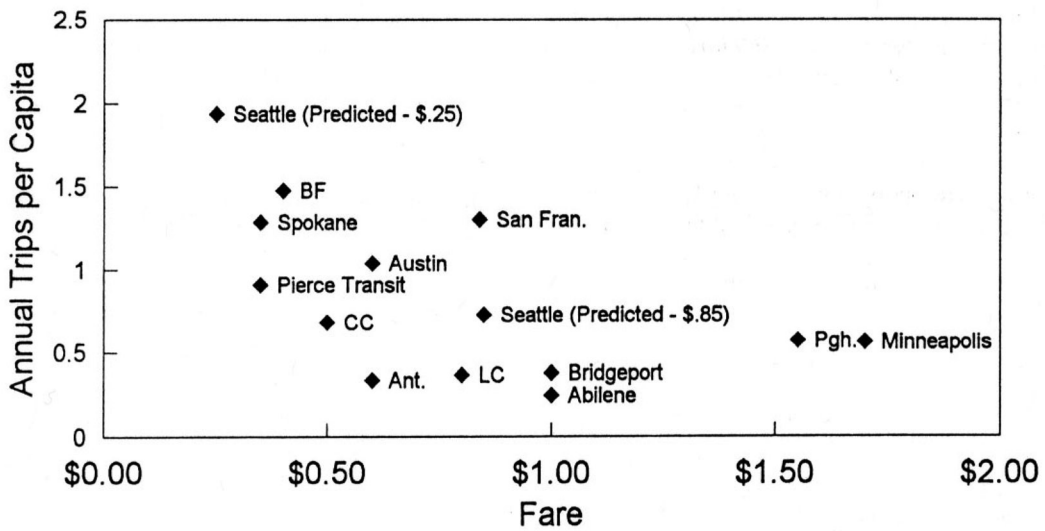 2.5
2
1.5
1
0.5
0
Annual Trips per Capita
Seattle (Predicted - $.25)
BF
Spokane
San Fran.
Austin
Pierce Transit
CC
Seattle (Predicted - $.85)
Pgh.
Minneapolis
Ant.
LC
Bridgeport
Abilene
$0.00 $0.50 $1.00 $1.50 $2.00
Fare